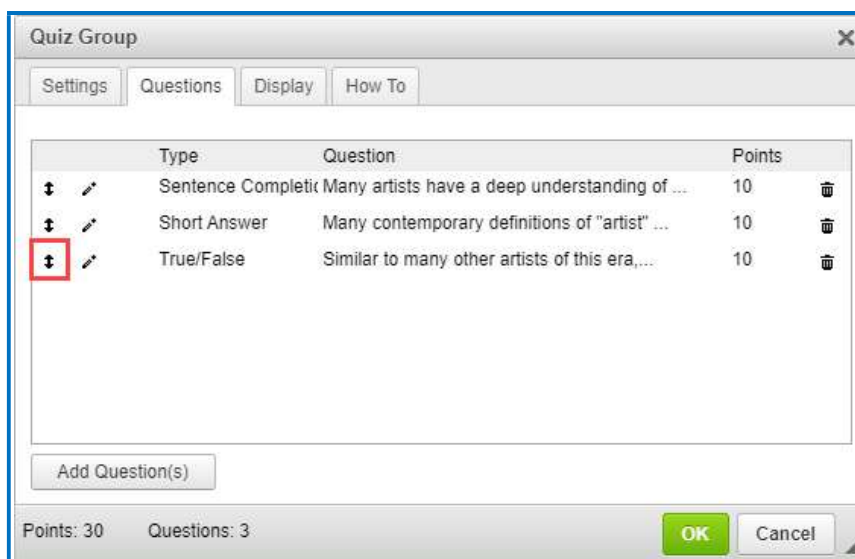 Quiz Group
Settings Questions Display How To
Type Question Points
Sentence Completic Many artists have a deep understanding of ... 10
Short Answer Many contemporary definitions of "artist" ... 10
True/False Similar to many other artists of this era,... 10
Add Question(s)
Points: 30 Questions: 3 OK Cancel